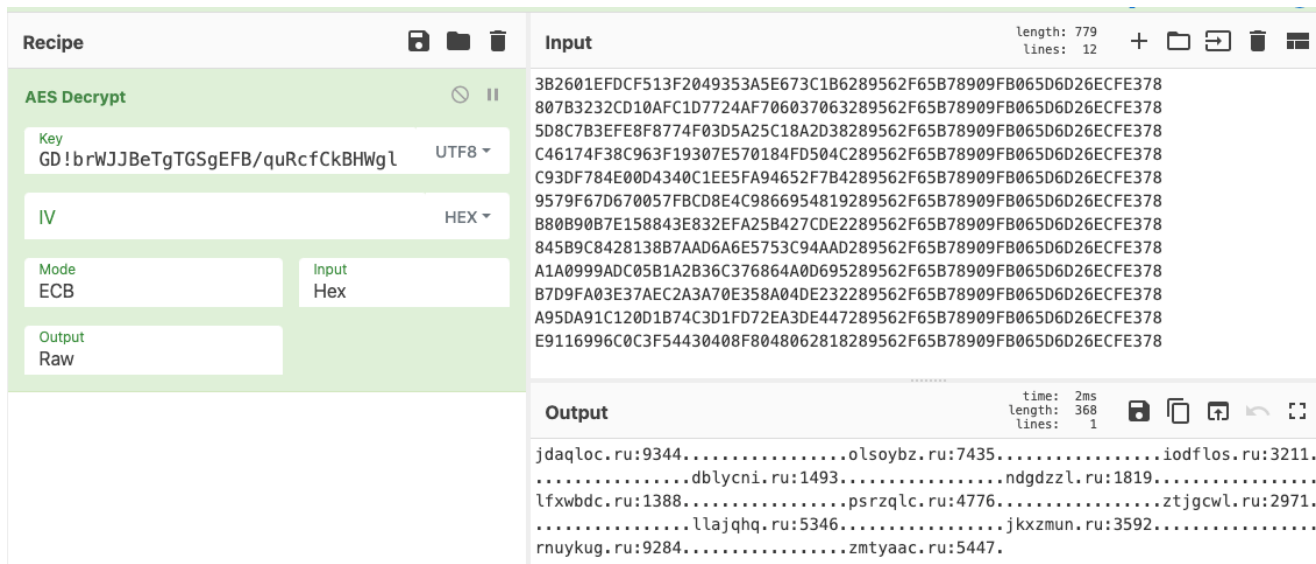 Recipe
Input
length: 779
lines: 12
AES Decrypt
Key
GD!brWJJBeTgTGSgEFB/quRcfCkBHWgl
UTF8
IV
HEX
Mode
ECB
Input
Hex
Output
Raw
3B2601EFDCF513F2049353A5E673C1B6289562F65B78909FB065D6D26ECFE378
807B3232CD10AFC1D7724AF706037063289562F65B78909FB065D6D26ECFE378
5D8C7B3EFE8F8774F03D5A25C18A2D38289562F65B78909FB065D6D26ECFE378
C46174F38C963F19307E570184FD504C289562F65B78909FB065D6D26ECFE378
C93DF784E00D4340C1EE5FA94652F7B4289562F65B78909FB065D6D26ECFE378
9579F67D670057FBCD8E4C9866954819289562F65B78909FB065D6D26ECFE378
B80B90B7E158843E832EFA25B427CDE2289562F65B78909FB065D6D26ECFE378
845B9C8428138B7AAD6A6E5753C94AAD289562F65B78909FB065D6D26ECFE378
A1A0999ADC05B1A2B36C376864A0D695289562F65B78909FB065D6D26ECFE378
B7D9FA03E37AEC2A3A70E358A04DE232289562F65B78909FB065D6D26ECFE378
A95DA91C120D1B74C3D1FD72EA3DE447289562F65B78909FB065D6D26ECFE378
E9116996C0C3F54430408F8048062818289562F65B78909FB065D6D26ECFE378
Output
time: 2ms
length: 368
lines: 1
jdaqloc.ru:9344.................olsoybz.ru:7435.................iodflos.ru:3211.
................dblycni.ru:1493.................ndgdzzl.ru:1819.................
lfxwbdc.ru:1388.................psrzqlc.ru:4776.................ztjgcwl.ru:2971.
................llajqhq.ru:5346.................jkxzmun.ru:3592.................
rnuykug.ru:9284.................zmtyaac.ru:5447.